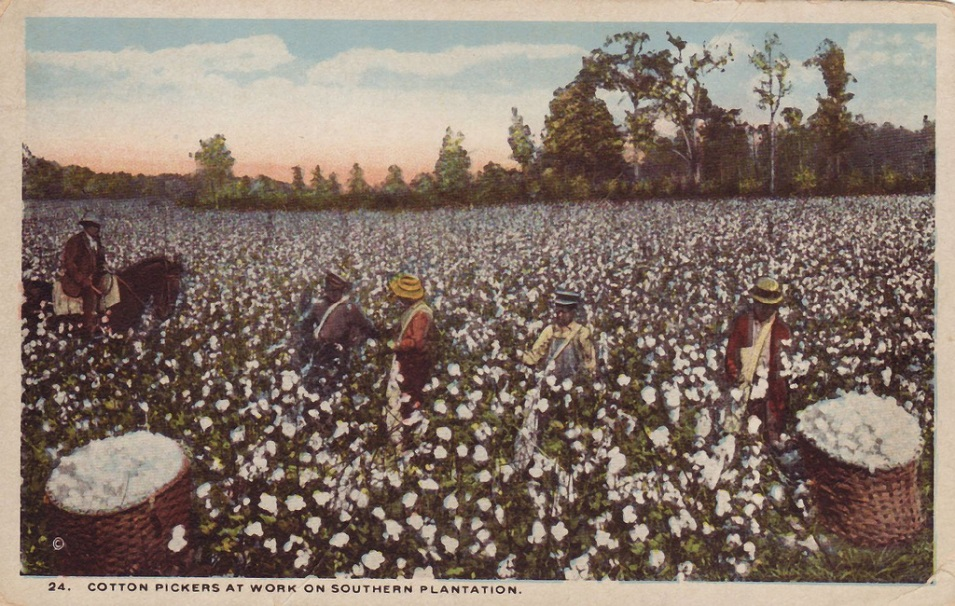 ©
24. COTTON PICKERS AT WORK ON SOUTHERN PLANTATION.